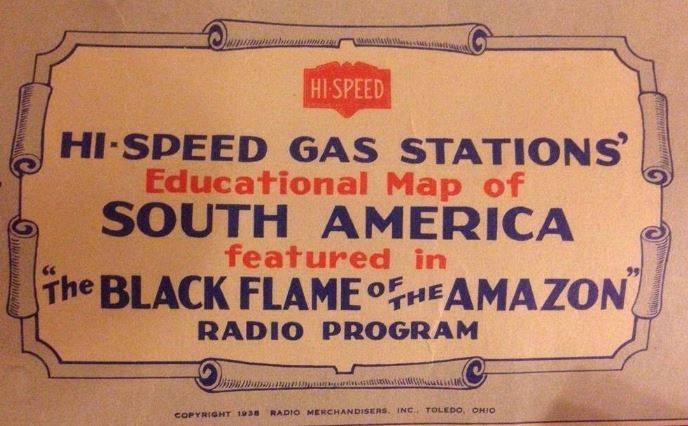 HI·SPEED
HI-SPEED GAS STATIONS'
Educational Map of
SOUTH AMERICA
featured in
"The BLACK FLAME OF THE AMAZON"
RADIO PROGRAM
COPYRIGHT 1938 RADIO MERCHANDISERS, INC., TOLEDO, OHIO